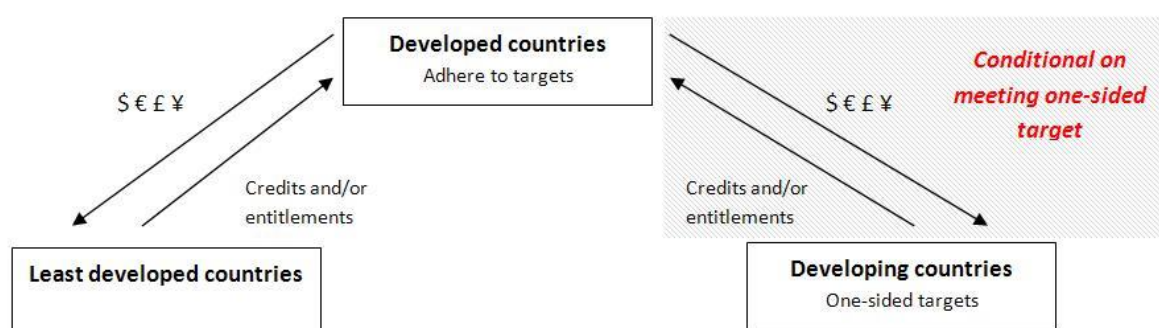 Developed countries
Adhere to targets
Conditional on
meeting one-sided
target
$ € £ ¥
$ € £ ¥
Credits and/or
entitlements
Credits and/or
entitlements
Least developed countries
Developing countries
One-sided targets